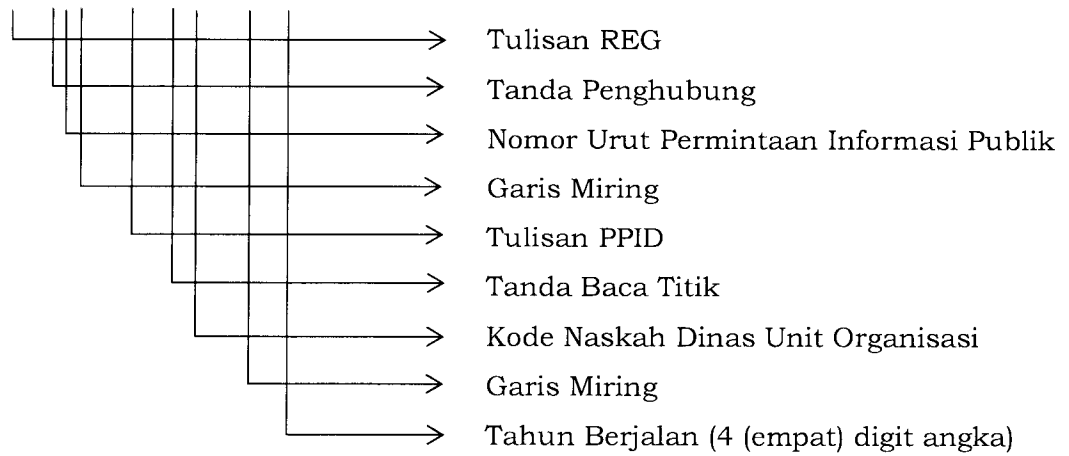 Tulisan REG
Tanda Penghubung
Nomor Urut Permintaan Informasi Publik
Garis Miring
Tulisan PPID
Tanda Baca Titik
Kode Naskah Dinas Unit Organisasi
Garis Miring
Tahun Berjalan (4 (empat) digit angka)